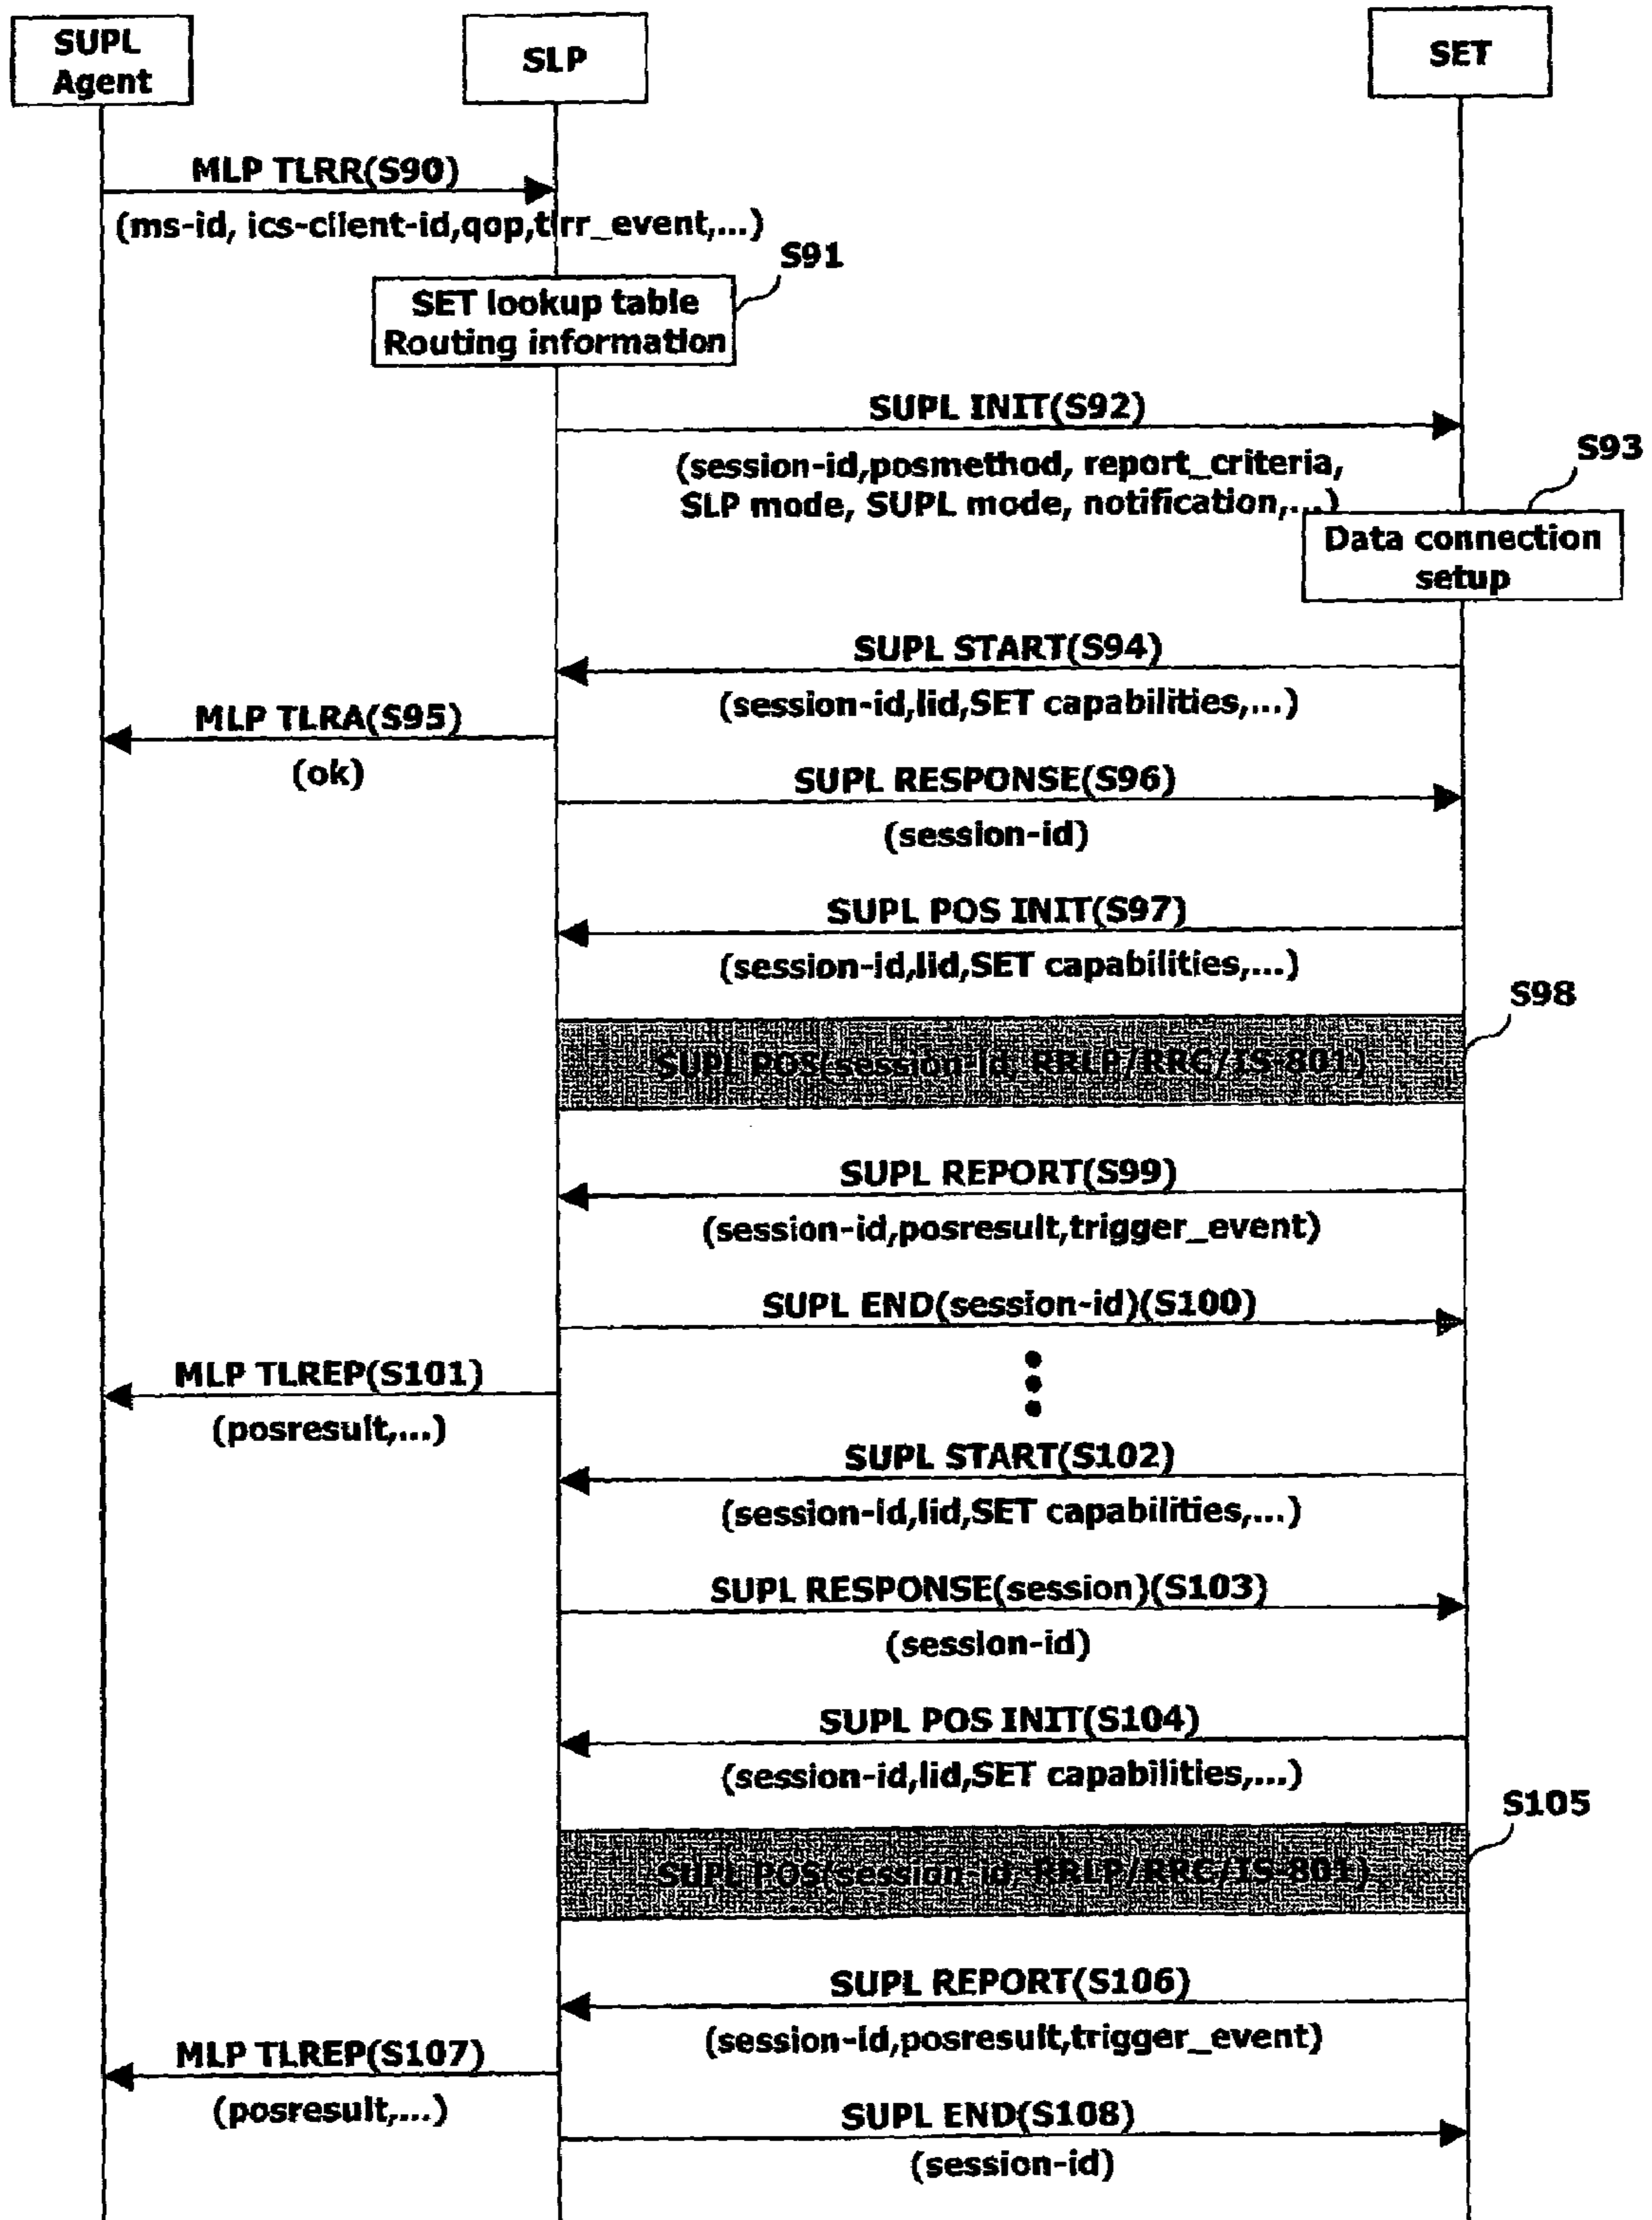 SUPL
Agent
SLP
SET
MLP TLRR(S90)
(ms-id, ics-client-id,qop,tlrr_event,...)
S91
SET lookup table
Routing information
SUPL INIT(S92)
(session-id,posmethod, report_criteria,
SLP mode, SUPL mode, notification,...)
S93
Data connection
setup
SUPL START(S94)
(session-id,lid,SET capabilities,...)
MLP TLRA(S95)
(ok)
SUPL RESPONSE(S96)
(session-id)
SUPL POS INIT(S97)
(session-id,lid,SET capabilities,...)
S98
SUPL POS(session-id, RRLP/RRC/IS-801)
SUPL REPORT(S99)
(session-id,posresult,trigger_event)
SUPL END(session-id)(S100)
MLP TLREP(S101)
(posresult,...)
SUPL START(S102)
(session-id,lid,SET capabilities,...)
SUPL RESPONSE(session)(S103)
(session-id)
SUPL POS INIT(S104)
(session-id,lid,SET capabilities,...)
S105
SUPL POS(session-id, RRLP/RRC/IS-801)
SUPL REPORT(S106)
(session-id,posresult,trigger_event)
MLP TLREP(S107)
(posresult,...)
SUPL END(S108)
(session-id)